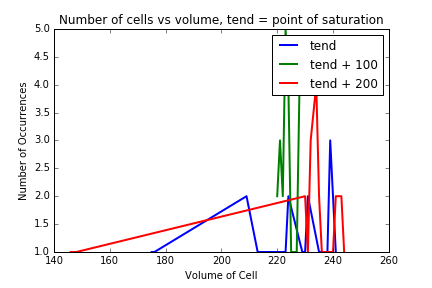 Number of cells vs volume, tend = point of saturation
5.0
4.5
4.0
3.5
3.0
2.5
2.0
1.5
1.0
Number of Occurrences
tend
tend + 100
tend + 200
140
160
180
200
220
240
260
Volume of Cell